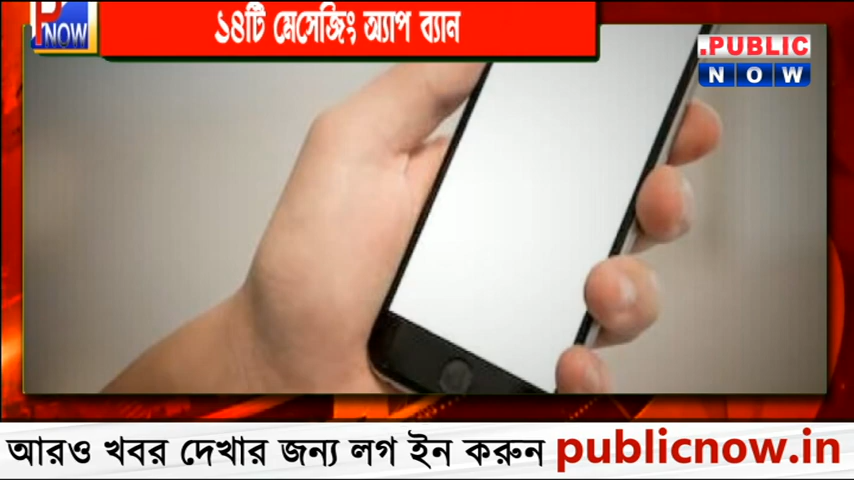 P
NOW
১৪টি মেসেজিং অ্যাপ ব্যান
.PUBLIC
NOW
আরও খবর দেখার জন্য লগ ইন করুন publicnow.in